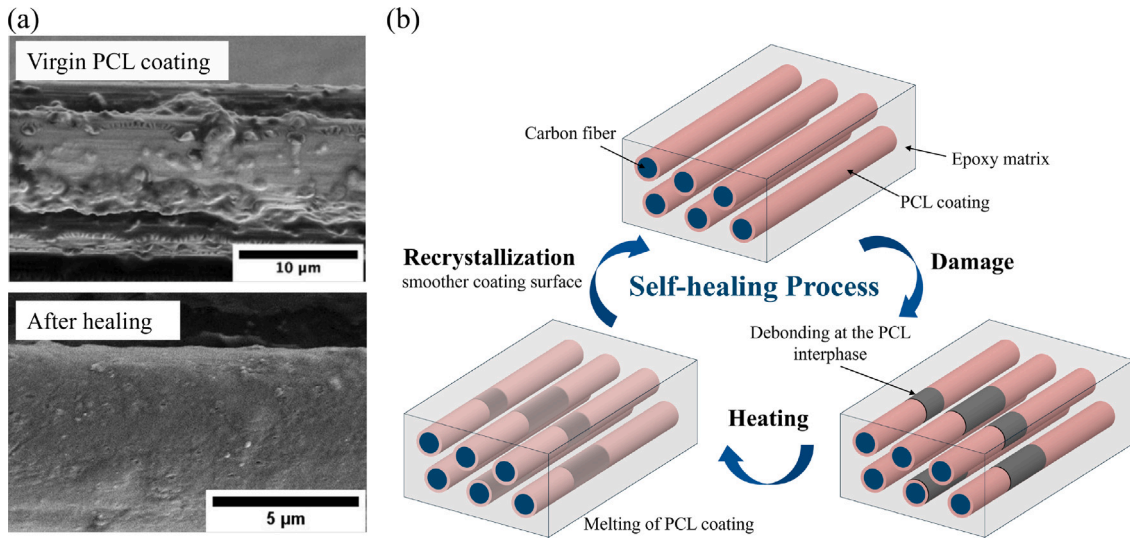 (a)
Virgin PCL coating
10 µm
After healing
5 µm
(b)
Carbon fiber
Epoxy matrix
PCL coating
Recrystallization
smoother coating surface
Self-healing Process
Damage
Debonding at the PCL
interphase
Heating
Melting of PCL coating